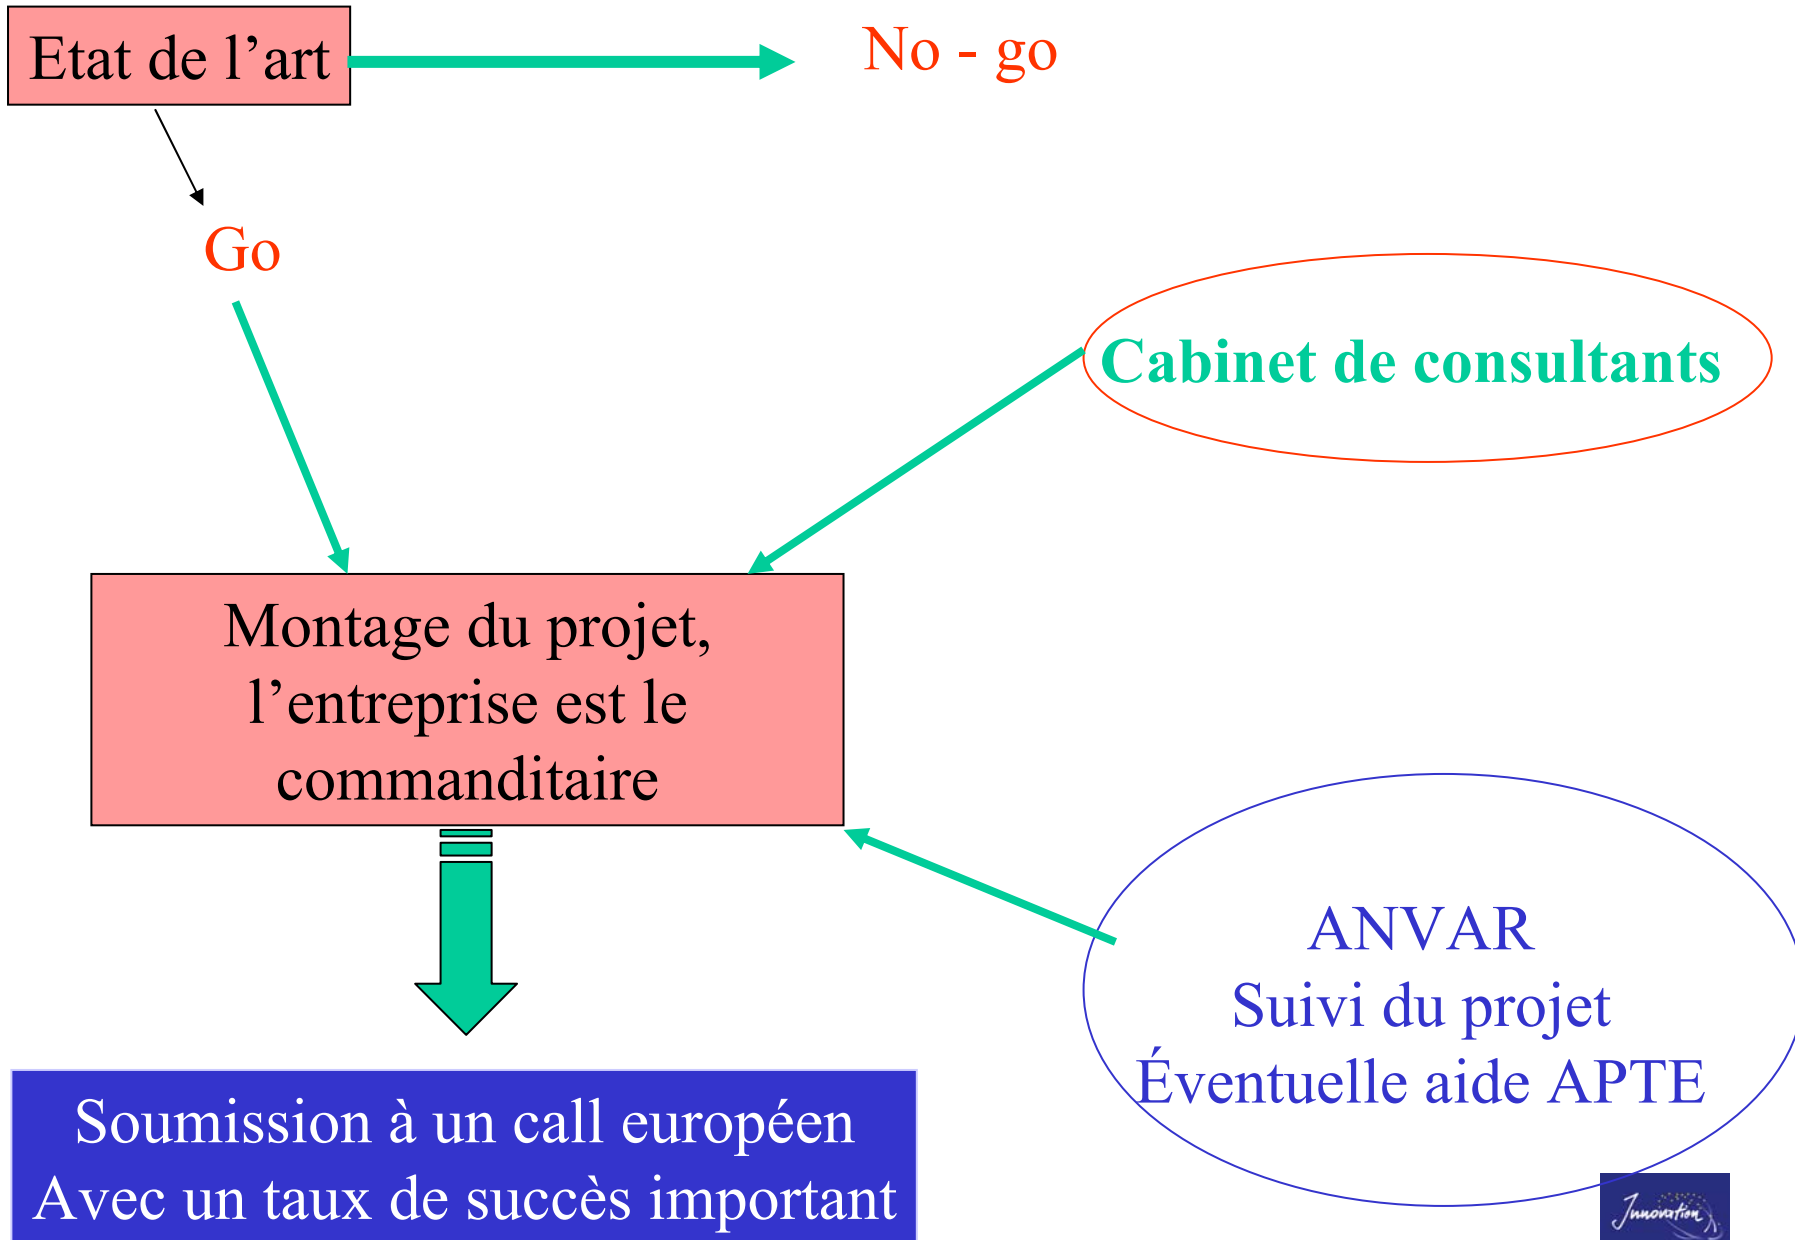 Etat de l’art
No - go
Go
Cabinet de consultants
Montage du projet,
l’entreprise est le
commanditaire
ANVAR
Suivi du projet
Éventuelle aide APTE
Soumission à un call européen
Avec un taux de succès important
Innovation